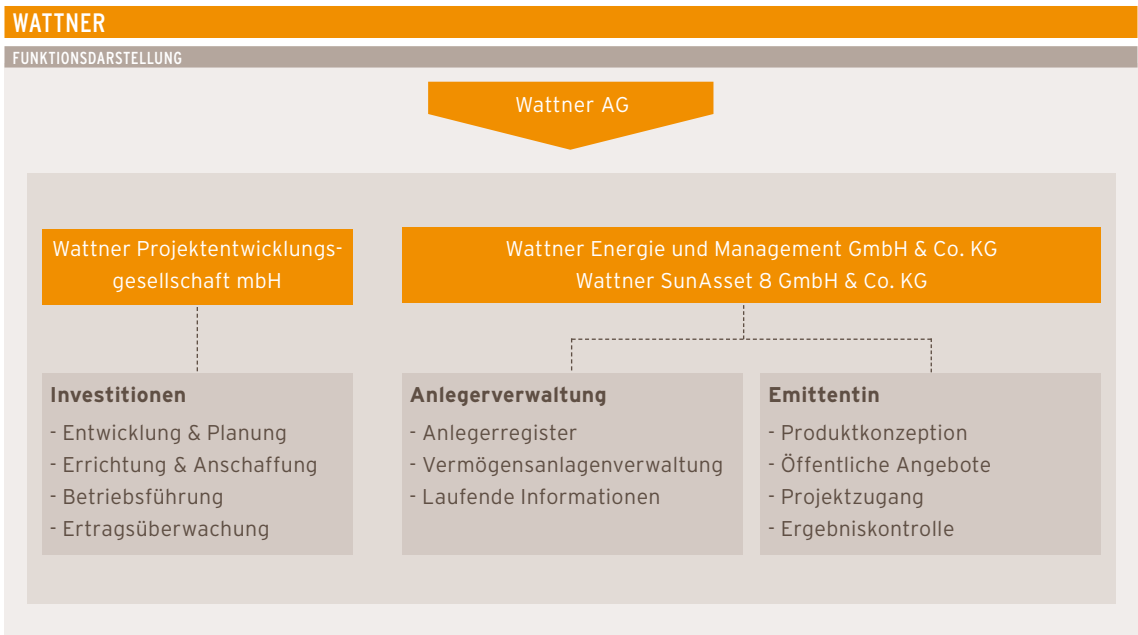 WATTNER
FUNKTIONSDARSTELLUNG
Wattner AG
Wattner Projektentwicklungs-
gesellschaft mbH
Wattner Energie und Management GmbH & Co. KG
Wattner SunAsset 8 GmbH & Co. KG
Investitionen
- Entwicklung & Planung
- Errichtung & Anschaffung
- Betriebsführung
- Ertragsüberwachung
Anlegerverwaltung
- Anlegerregister
- Vermögensanlagenverwaltung
- Laufende Informationen
Emittentin
- Produktkonzeption
- Öffentliche Angebote
- Projektzugang
- Ergebniskontrolle